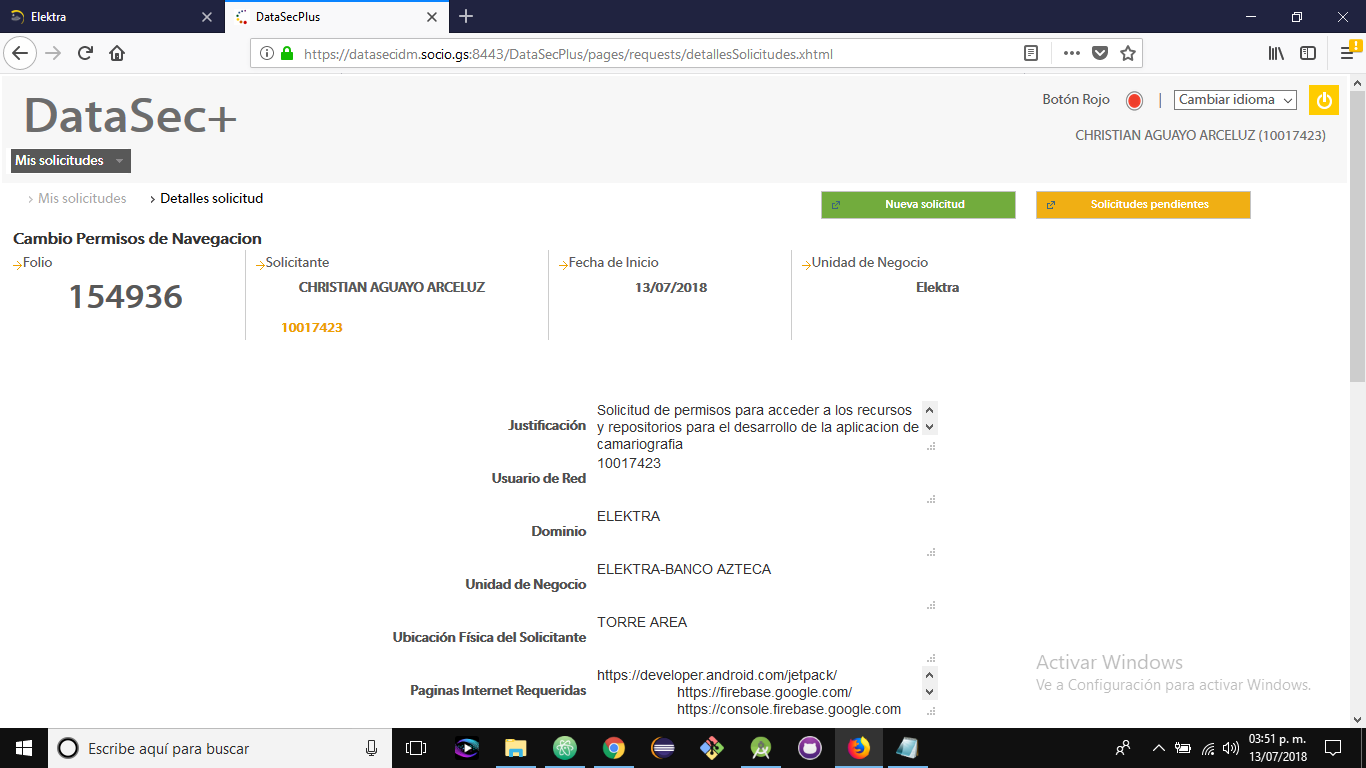 Elektra
DataSecPlus
https://datasecidm.socio.gs:8443/DataSecPlus/pages/requests/detallesSolicitudes.xhtml
DataSec+
Botón Rojo
|
Cambiar idioma
CHRISTIAN AGUAYO ARCELUZ (10017423)
Mis solicitudes
Mis solicitudes
Detalles solicitud
Nueva solicitud
Solicitudes pendientes
Cambio Permisos de Navegacion
Folio
154936
Solicitante
CHRISTIAN AGUAYO ARCELUZ
10017423
Fecha de Inicio
13/07/2018
Unidad de Negocio
Elektra
Justificación
Solicitud de permisos para acceder a los recursos
y repositorios para el desarrollo de la aplicacion de
camariografia
Usuario de Red
10017423
Dominio
ELEKTRA
Unidad de Negocio
ELEKTRA-BANCO AZTECA
Ubicación Física del Solicitante
TORRE AREA
Paginas Internet Requeridas
https://developer.android.com/jetpack/
https://firebase.google.com/
https://console.firebase.google.com
Activar Windows
Ve a Configuración para activar Windows.
Escribe aquí para buscar
03:51 p. m.
13/07/2018